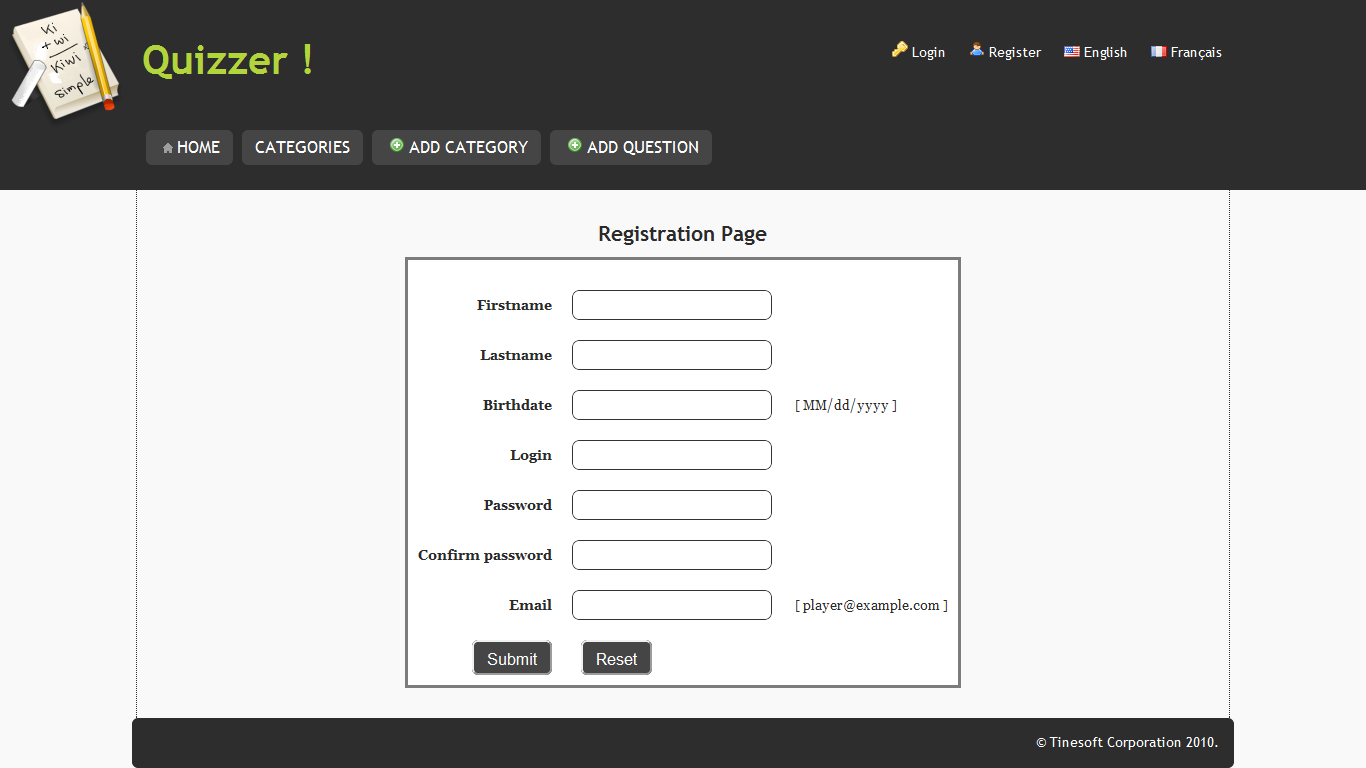 Ki
+ wi
Kiwi
simple
Quizzer !
Login Register English Français
HOME CATEGORIES ADD CATEGORY ADD QUESTION
Registration Page
Firstname
Lastname
Birthdate [ MM/dd/yyyy ]
Login
Password
Confirm password
Email [ player@example.com ]
Submit Reset
© Tinesoft Corporation 2010.